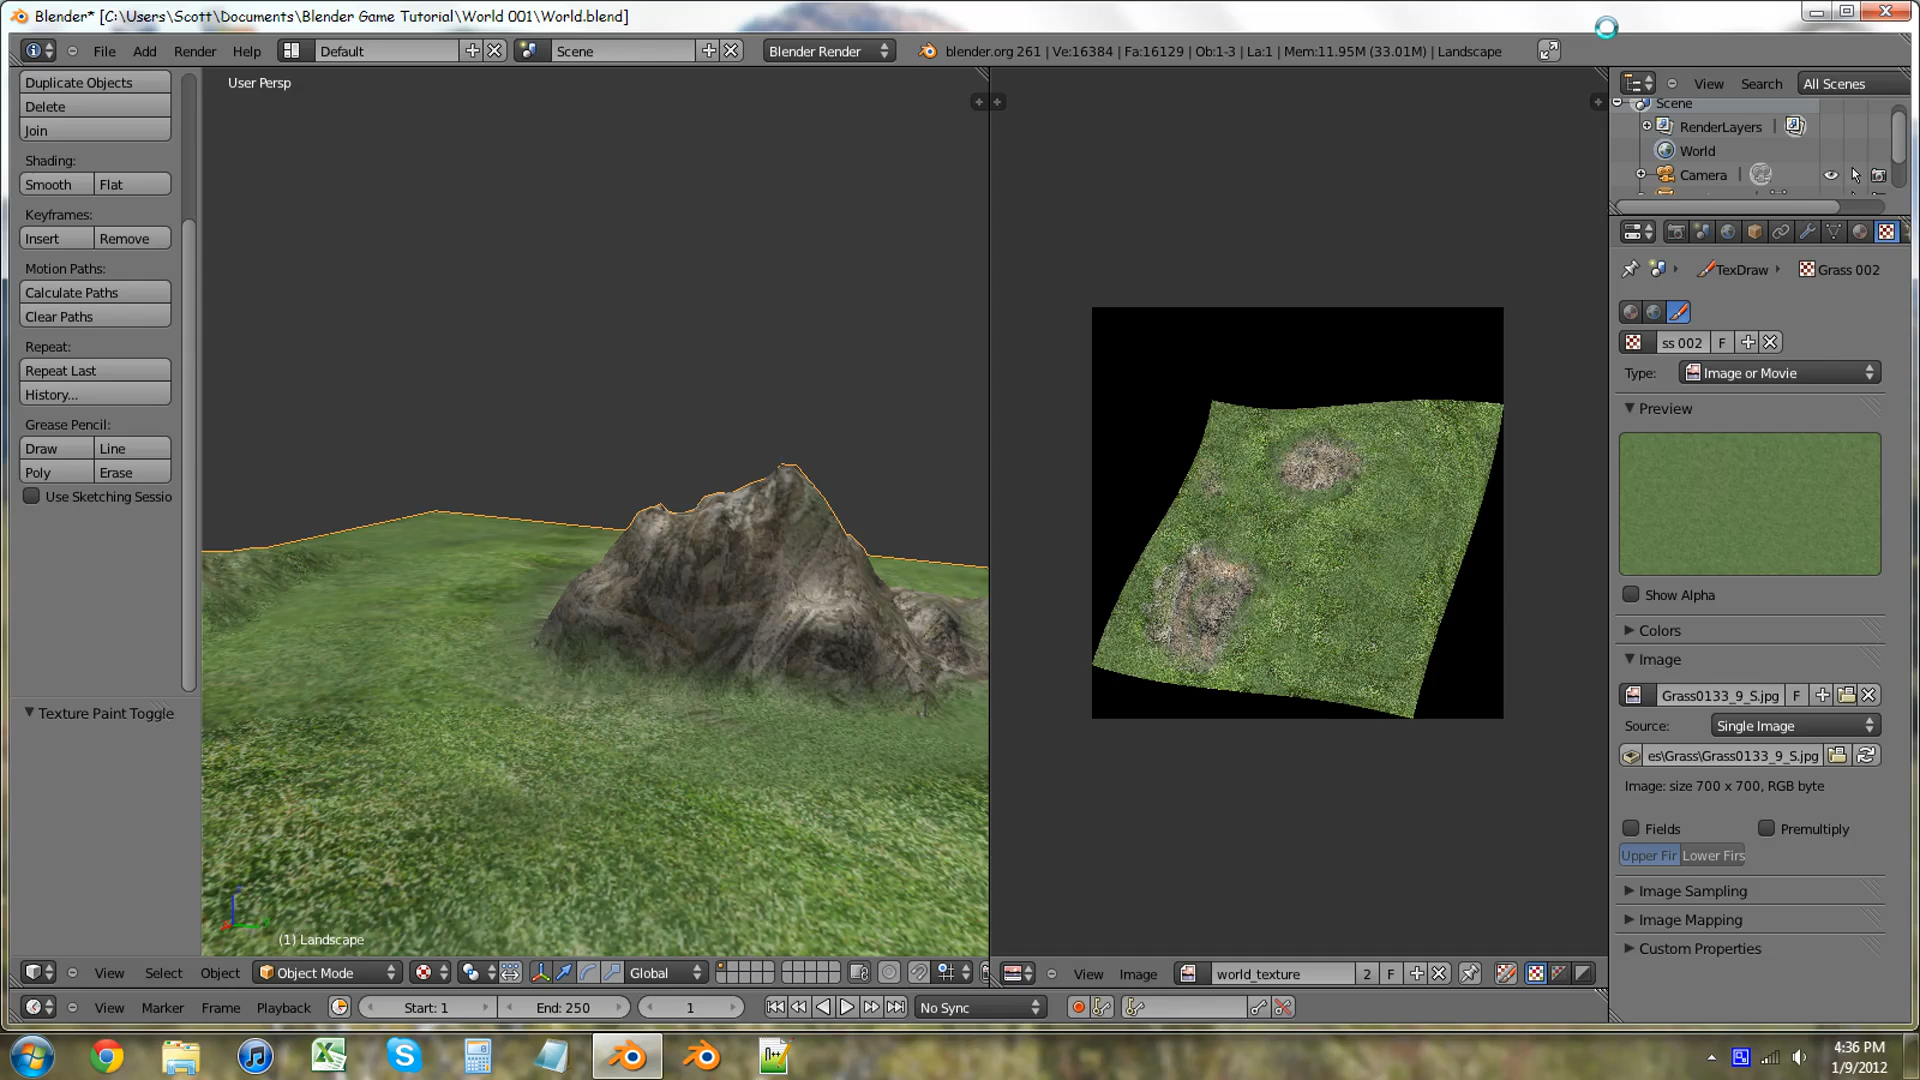 Blender* [C:\Users\Scott\Documents\Blender Game Tutorial\World 001\World.blend]
File Add Render Help Default Scene Blender Render blender.org 261 | Ve:16384 | Fa:16129 | Ob:1-3 | La:1 | Mem:11.95M (33.01M) | Landscape
Duplicate Objects
Delete
Join
Shading:
Smooth Flat
Keyframes:
Insert Remove
Motion Paths:
Calculate Paths
Clear Paths
Repeat:
Repeat Last
History...
Grease Pencil:
Draw Line
Poly Erase
Use Sketching Sessio
Texture Paint Toggle
User Persp
(1) Landscape
View Search All Scenes
Scene
RenderLayers
World
Camera
TexDraw Grass 002
ss 002 F
Type: Image or Movie
Preview
Show Alpha
Colors
Image
Grass0133_9_S.jpg F
Source: Single Image
es\Grass\Grass0133_9_S.jpg
Image: size 700 x 700, RGB byte
Fields Premultiply
Upper Fir Lower Firs
Image Sampling
Image Mapping
Custom Properties
View Select Object Object Mode Global
View Image world_texture 2 F
View Marker Frame Playback Start: 1 End: 250 1 No Sync
4:36 PM
1/9/2012